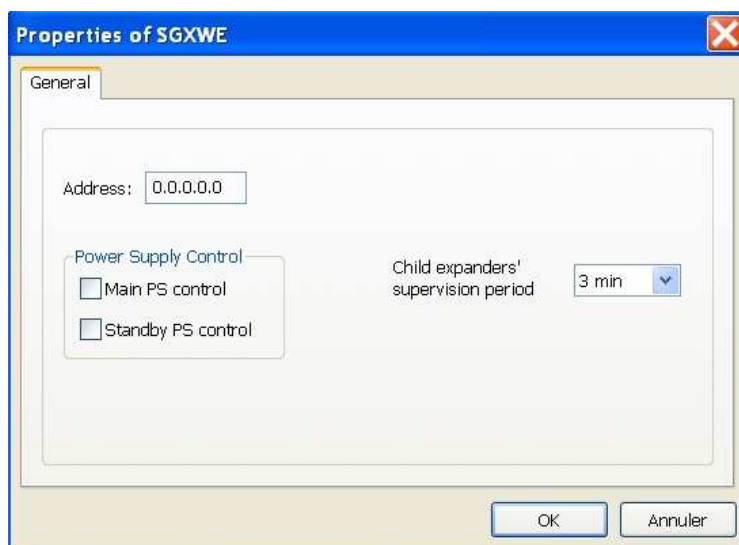 Properties of SGXWE
General
Address: 0.0.0.0.0
Power Supply Control
Main PS control
Standby PS control
Child expanders'
supervision period
3 min
OK
Annuler